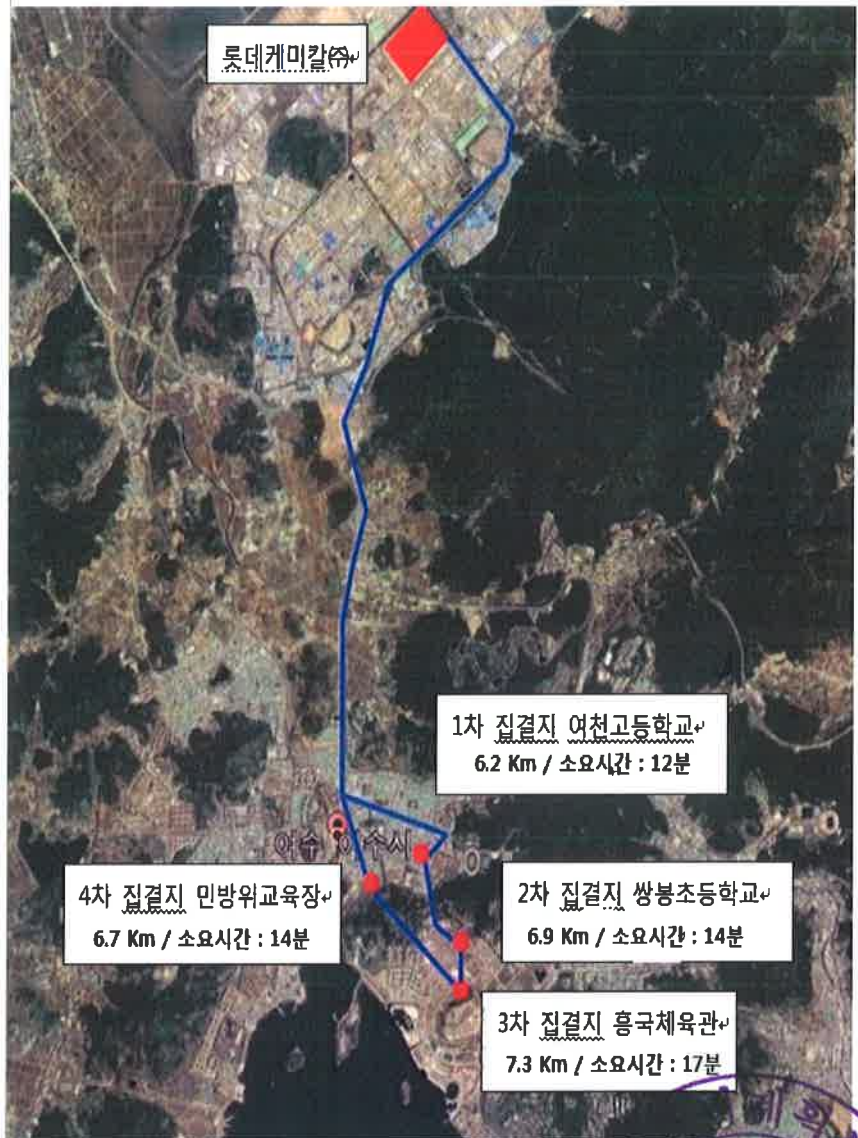 롯데케미칼㈜
1차 집결지 여천고등학교
6.2 Km / 소요시간 : 12분
여수시
4차 집결지 민방위교육장
6.7 Km / 소요시간 : 14분
2차 집결지 쌍봉초등학교
6.9 Km / 소요시간 : 14분
3차 집결지 흥국체육관
7.3 Km / 소요시간 : 17분